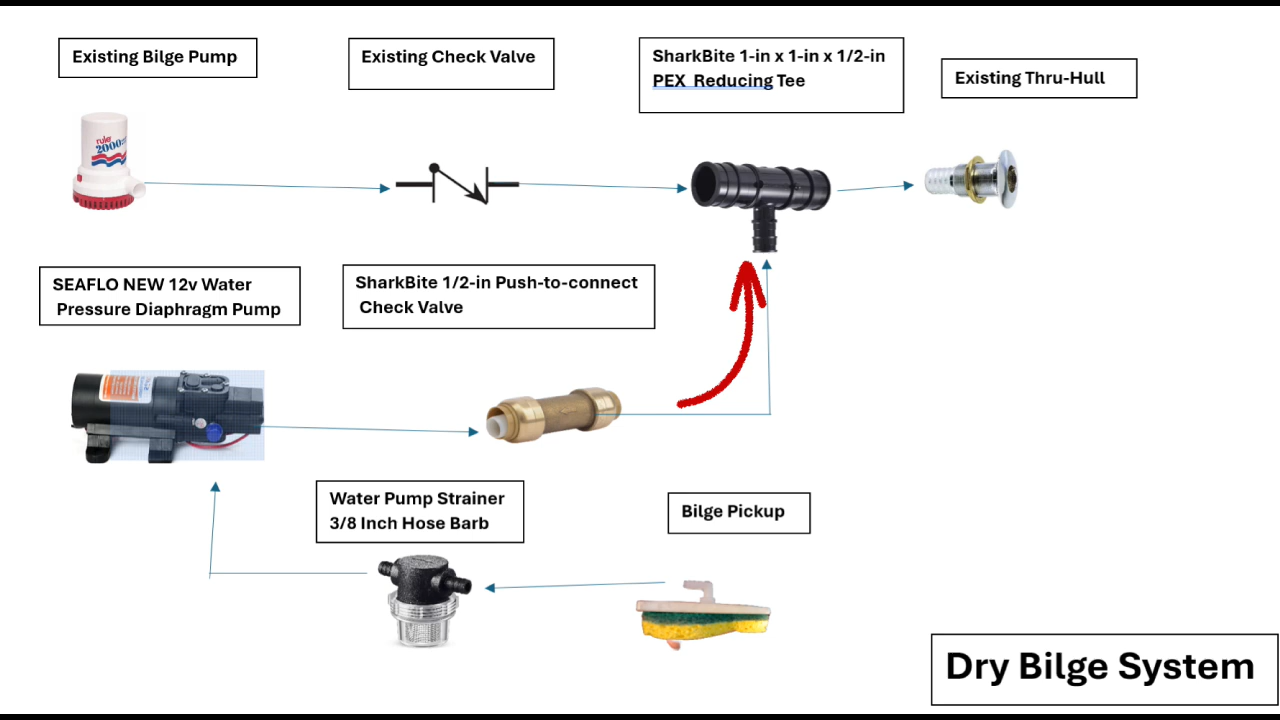 Existing Bilge Pump
Existing Check Valve
SharkBite 1-in x 1-in x 1/2-in
PEX Reducing Tee
Existing Thru-Hull
ruler
2000
SEAFLO NEW 12v Water
Pressure Diaphragm Pump
SharkBite 1/2-in Push-to-connect
Check Valve
Water Pump Strainer
3/8 Inch Hose Barb
Bilge Pickup
Dry Bilge System